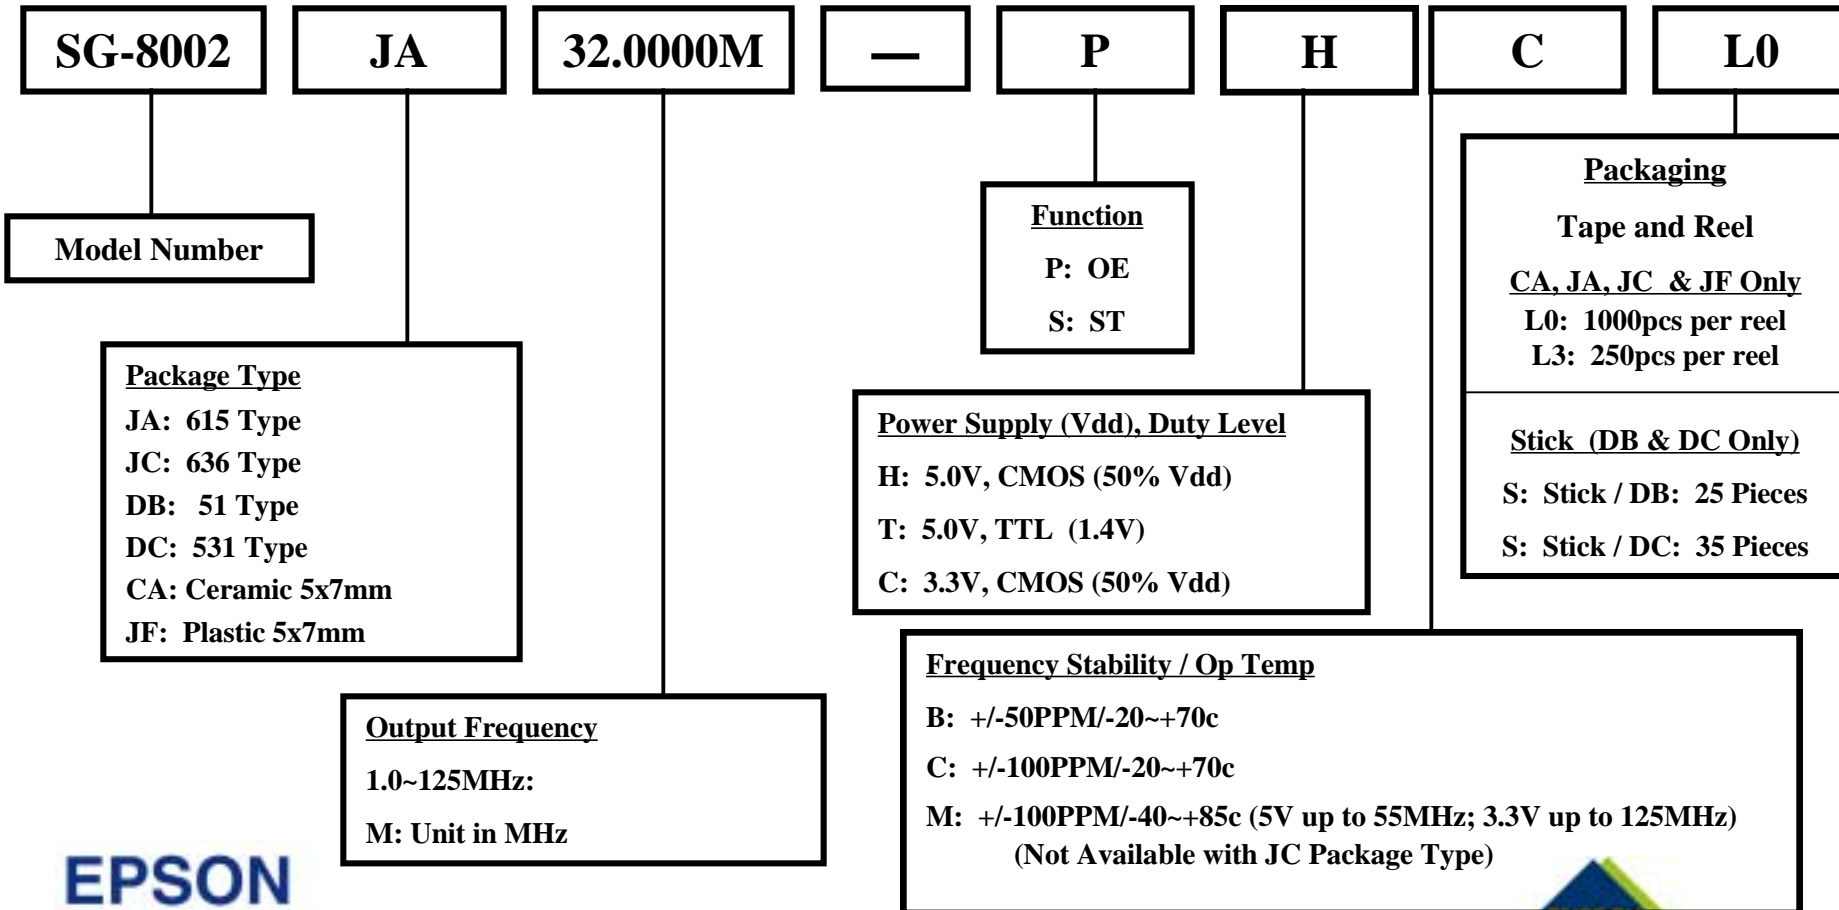 SG-8002 JA 32.0000M — P H C L0
Model Number
Package Type
JA: 615 Type
JC: 636 Type
DB: 51 Type
DC: 531 Type
CA: Ceramic 5x7mm
JF: Plastic 5x7mm
Output Frequency
1.0~125MHz:
M: Unit in MHz
Function
P: OE
S: ST
Power Supply (Vdd), Duty Level
H: 5.0V, CMOS (50% Vdd)
T: 5.0V, TTL (1.4V)
C: 3.3V, CMOS (50% Vdd)
Frequency Stability / Op Temp
B: +/-50PPM/-20~+70c
C: +/-100PPM/-20~+70c
M: +/-100PPM/-40~+85c (5V up to 55MHz; 3.3V up to 125MHz)
(Not Available with JC Package Type)
Packaging
Tape and Reel
CA, JA, JC & JF Only
L0: 1000pcs per reel
L3: 250pcs per reel
Stick (DB & DC Only)
S: Stick / DB: 25 Pieces
S: Stick / DC: 35 Pieces
EPSON